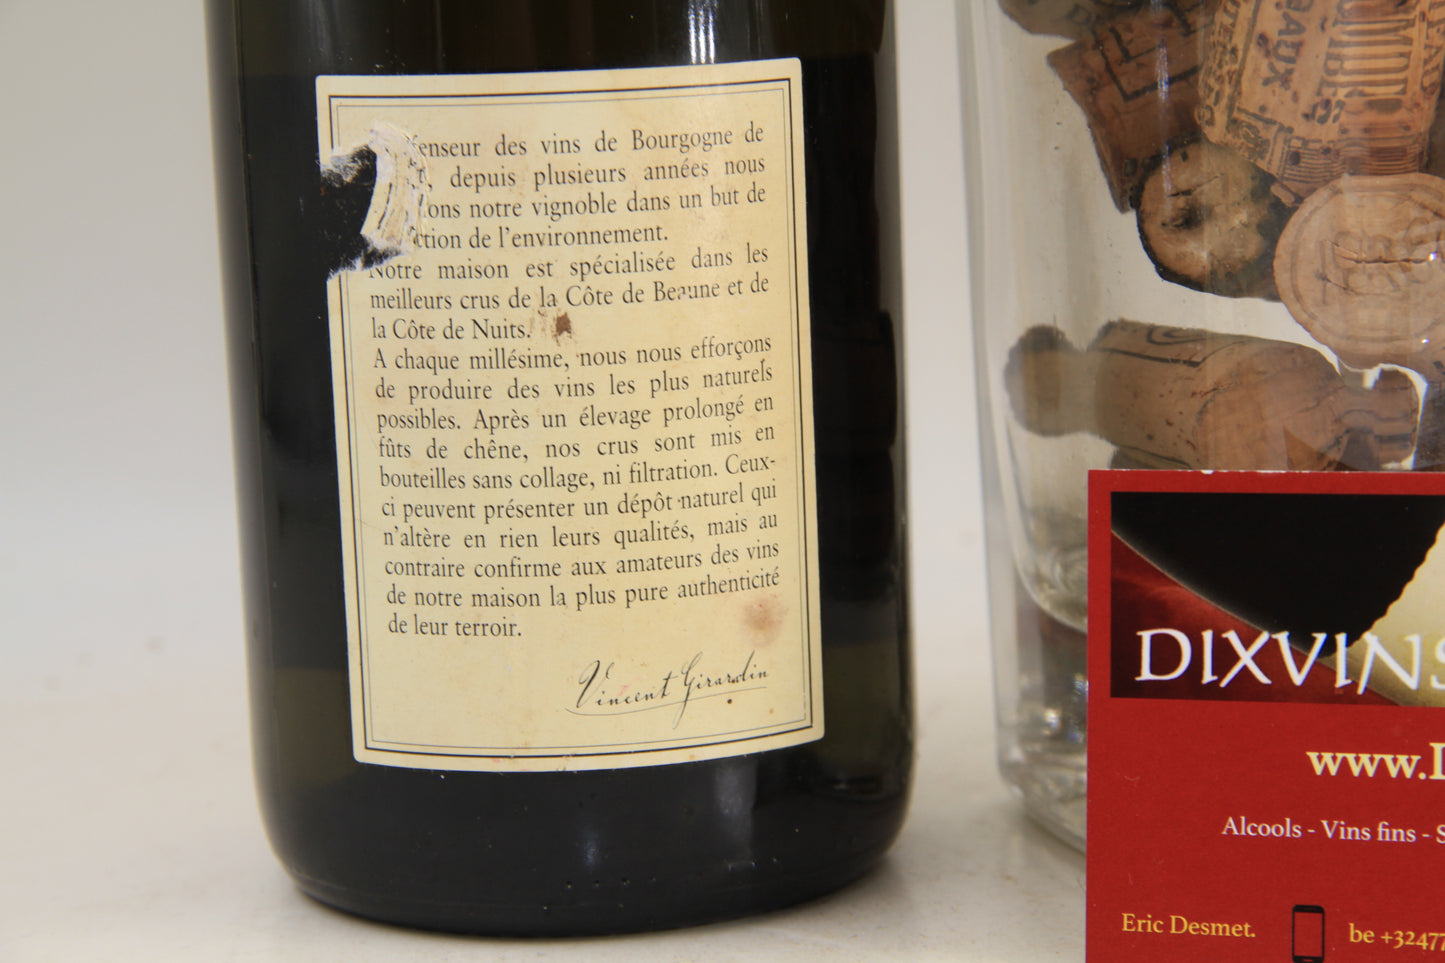 fenseur des vins de Bourgogne de
, depuis plusieurs années nous
ons notre vignoble dans un but de
ction de l'environnement.
Notre maison est spécialisée dans les
meilleurs crus de la Côte de Beaune et de
la Côte de Nuits.
A chaque millésime, nous nous efforçons
de produire des vins les plus naturels
possibles. Après un élevage prolongé en
fûts de chêne, nos crus sont mis en
bouteilles sans collage, ni filtration. Ceux-
ci peuvent présenter un dépôt naturel qui
n'altère en rien leurs qualités, mais au
contraire confirme aux amateurs des vins
de notre maison la plus pure authenticité
de leur terroir.
Vincent Girardin
DIXVINS
www.D
Alcools - Vins fins - S
Eric Desmet.
be +32477